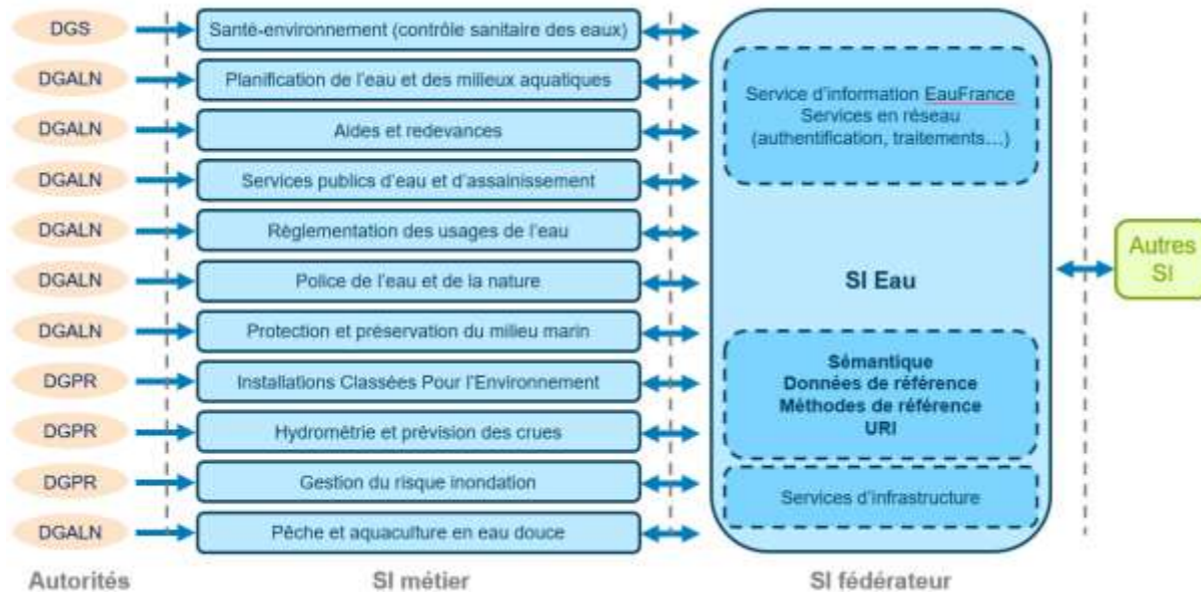 DGS
Santé-environnement (contrôle sanitaire des eaux)
DGALN
Planification de l'eau et des milieux aquatiques
DGALN
Aides et redevances
DGALN
Services publics d'eau et d'assainissement
DGALN
Règlementation des usages de l'eau
DGALN
Police de l'eau et de la nature
DGALN
Protection et préservation du milieu marin
DGPR
Installations Classées Pour l'Environnement
DGPR
Hydrométrie et prévision des crues
DGPR
Gestion du risque inondation
DGALN
Pêche et aquaculture en eau douce
Service d'information EauFrance
Services en réseau
(authentification, traitements…)
SI Eau
Sémantique
Données de référence
Méthodes de référence
URI
Services d'infrastructure
Autres
SI
Autorités
SI métier
SI fédérateur